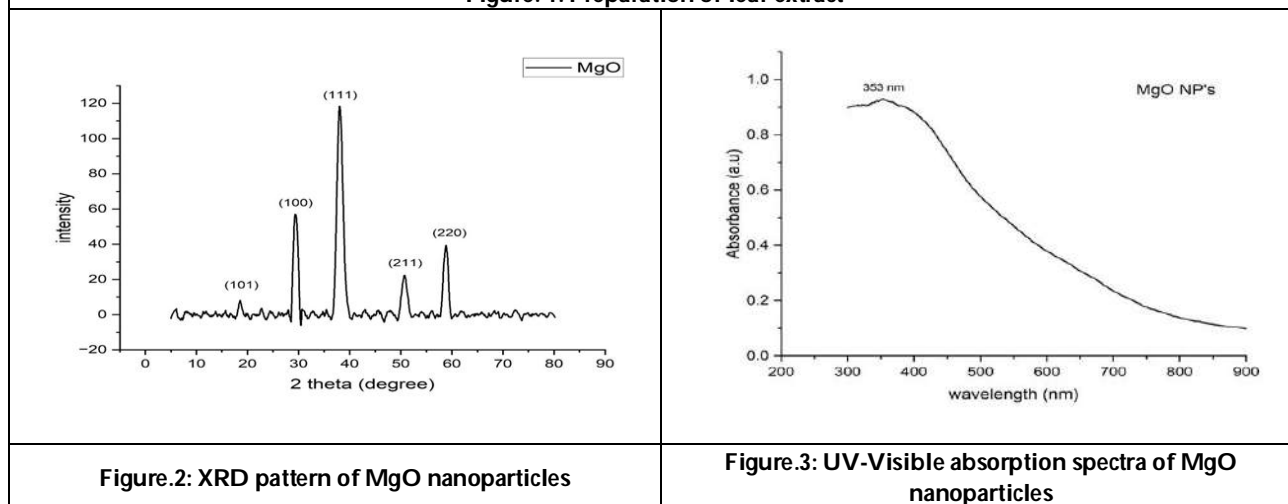 Figure. 1: Preparation of leaf extract
MgO
(111)
(100)
(220)
(211)
(101)
120
100
80
60
40
20
0
−20
intensity
0 10 20 30 40 50 60 70 80 90
2 theta (degree)
353 nm
MgO NP's
1.0
0.8
0.6
0.4
0.2
0.0
Absorbance (a.u)
200 300 400 500 600 700 800 900
wavelength (nm)
Figure.2: XRD pattern of MgO nanoparticles
Figure.3: UV-Visible absorption spectra of MgO
nanoparticles